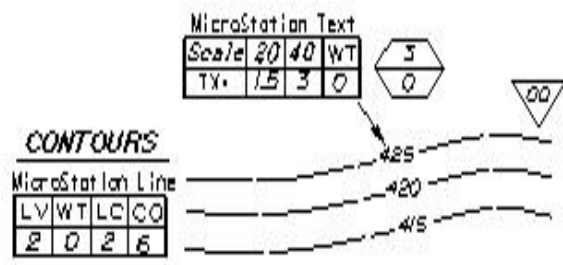 MicroStation Text
Scale 20 40 WT
TX= 1.5 3 0
3
0
00
CONTOURS
MicroStation Line
LV WT LC CO
2 0 2 6
425
420
415